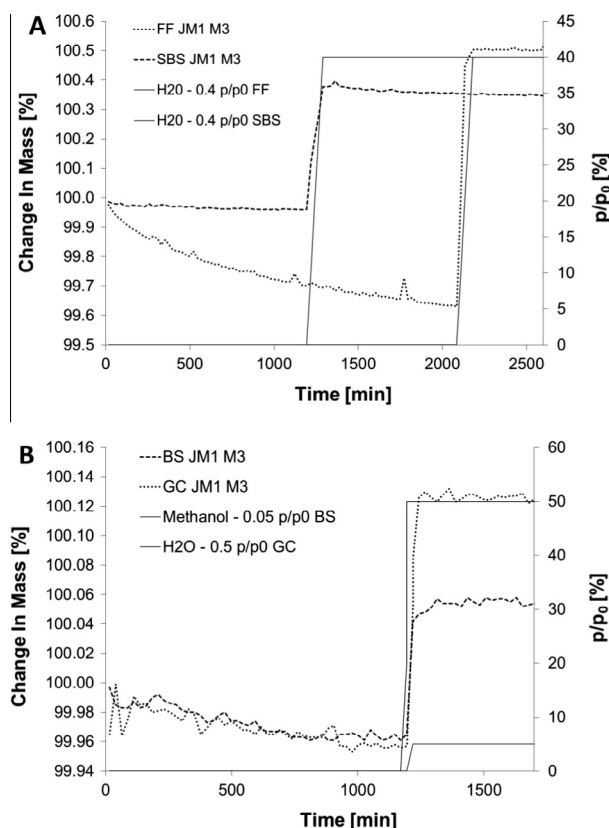 A
100.6
100.5
100.4
100.3
100.2
100.1
100.0
99.9
99.8
99.7
99.6
99.5
Change In Mass [%]
FF JM1 M3
SBS JM1 M3
H20 - 0.4 p/p0 FF
H20 - 0.4 p/p0 SBS
45
40
35
30
25
20
15
10
5
0
p/p0 [%]
0 500 1000 1500 2000 2500
Time [min]
B
100.16
100.14
100.12
100.10
100.08
100.06
100.04
100.02
100.00
99.98
99.96
99.94
Change In Mass [%]
BS JM1 M3
GC JM1 M3
Methanol - 0.05 p/p0 BS
H2O - 0.5 p/p0 GC
60
50
40
30
20
10
0
p/p0 [%]
0 500 1000 1500
Time [min]